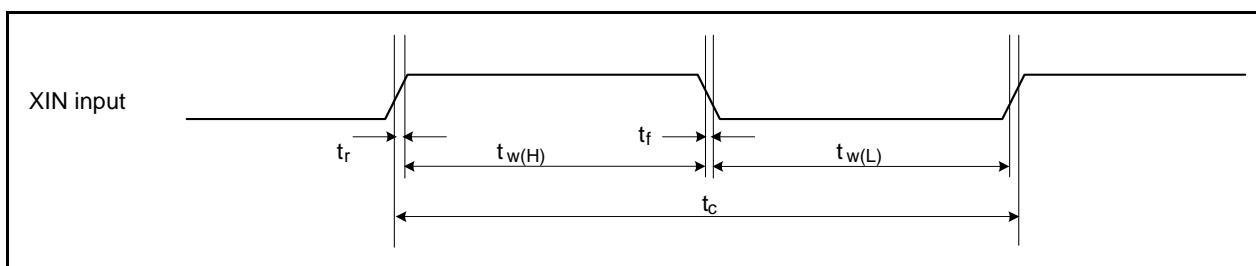 XIN input
tr
tw(H)
tf
tw(L)
tc